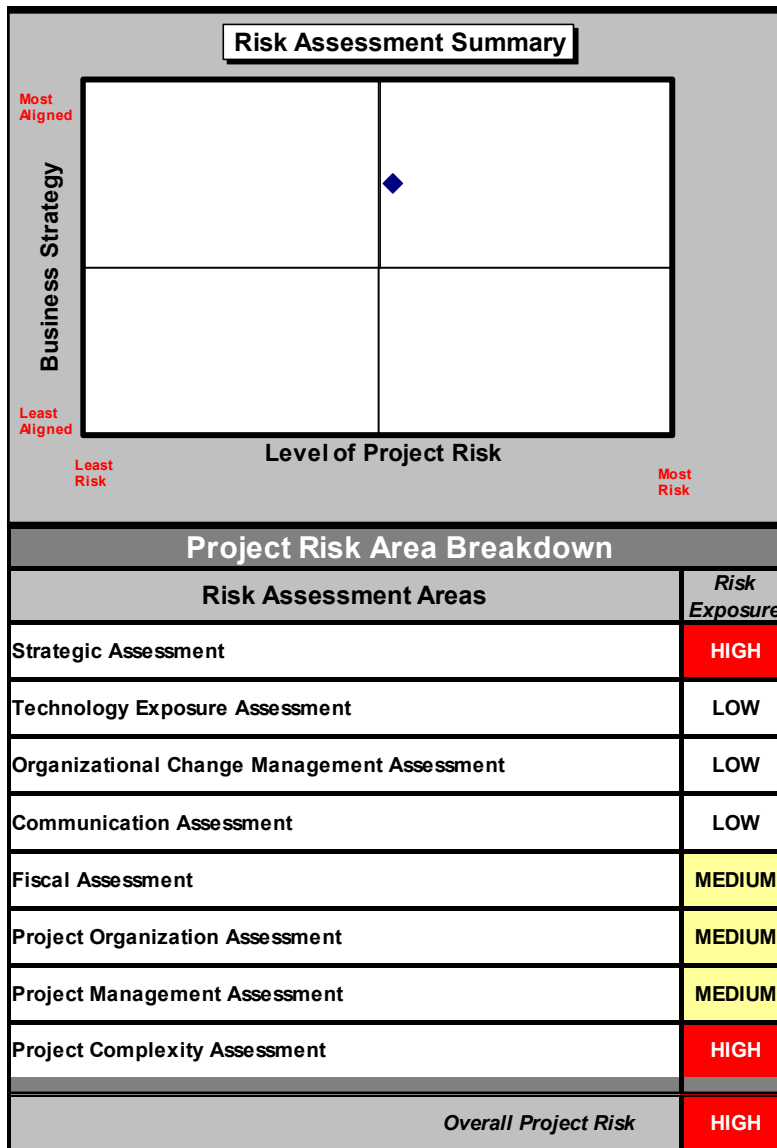 Risk Assessment Summary
Most
Aligned
Business Strategy
Least
Aligned
Level of Project Risk
Least
Risk
Most
Risk
Project Risk Area Breakdown
Risk Assessment Areas
Risk
Exposure
Strategic Assessment
HIGH
Technology Exposure Assessment
LOW
Organizational Change Management Assessment
LOW
Communication Assessment
LOW
Fiscal Assessment
MEDIUM
Project Organization Assessment
MEDIUM
Project Management Assessment
MEDIUM
Project Complexity Assessment
HIGH
Overall Project Risk
HIGH